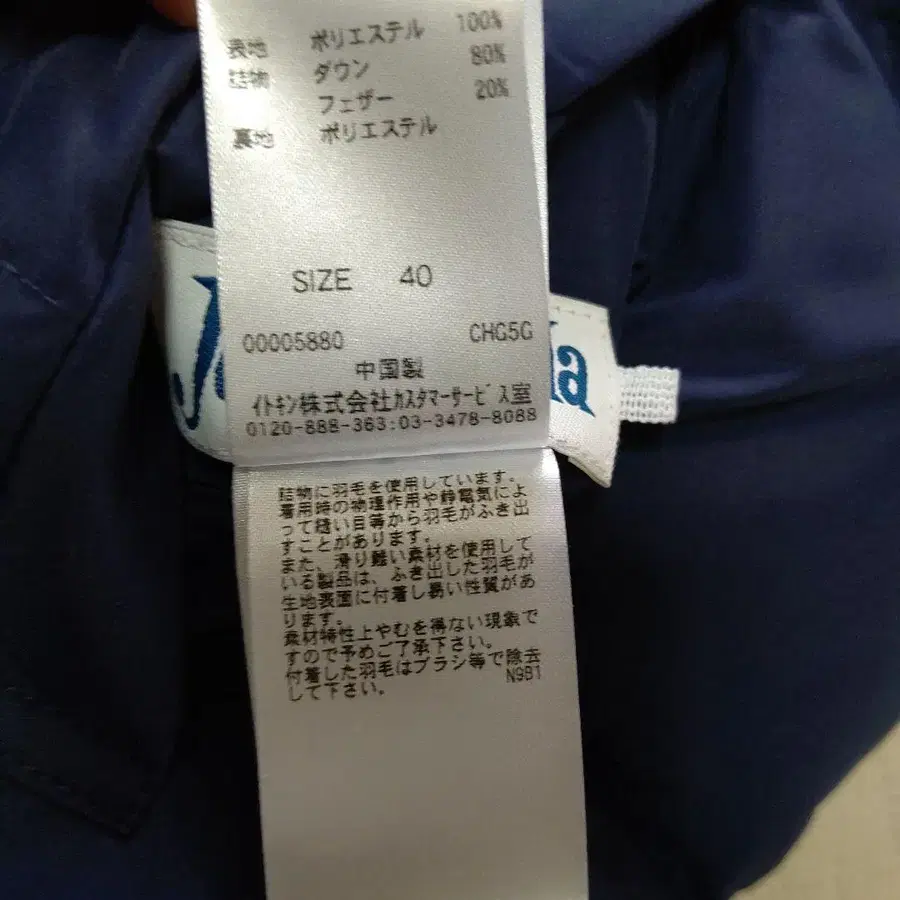 表地 ポリエステル 100%
詰物 ダウン 80%
フェザー 20%
裏地 ポリエステル
SIZE 40
00005880 CHG5G
中国製
イトキン株式会社カスタマーサービス室
0120-888-363:03-3478-8088
詰物に羽毛を使用しています。
着用時の物理作用や静電気によ
って縫い目等から羽毛がふき出
すことがあります。
また、滑り難い素材を使用して
いる製品は、ふき出した羽毛が
生地表面に付着し易い性質があ
ります。
素材特性上やむを得ない現象で
すので予めご了承下さい。
付着した羽毛はブラシ等で除去
して下さい。 N9B1